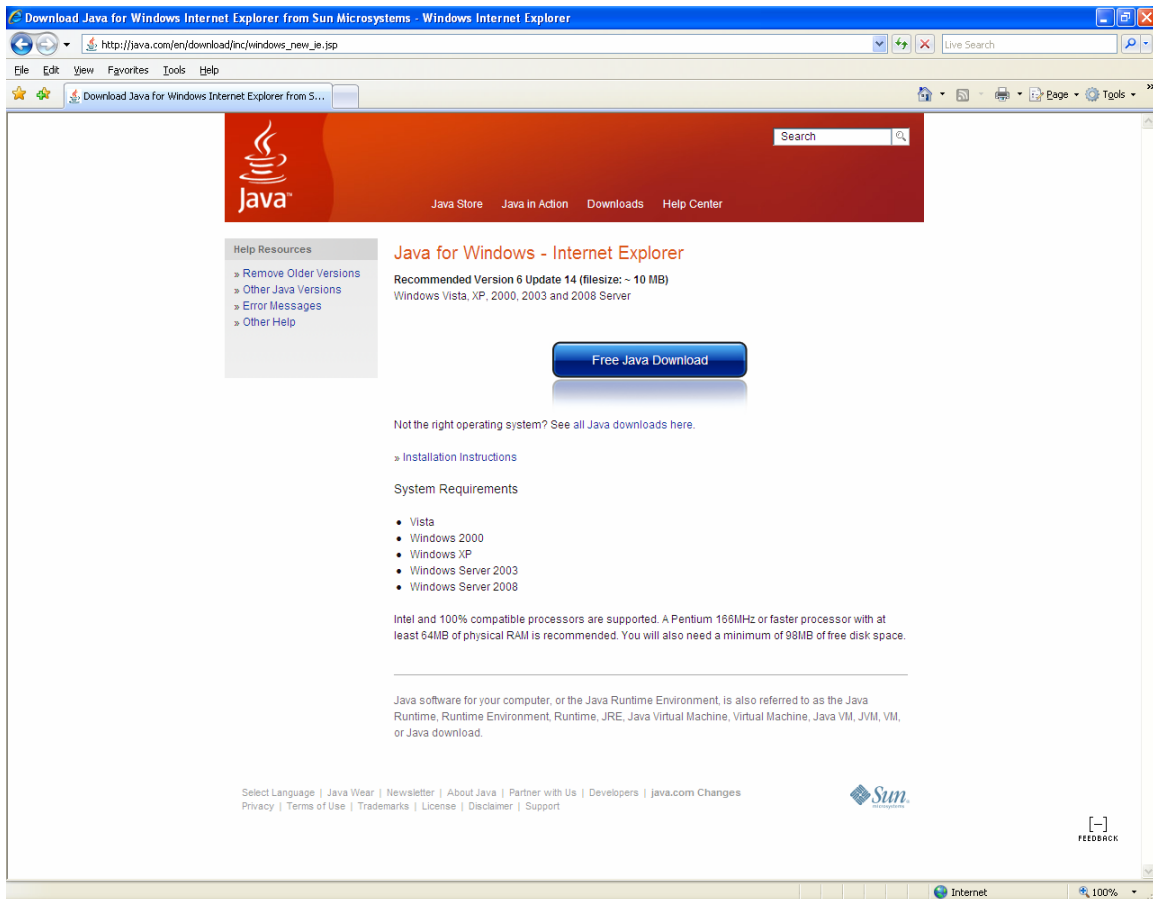 Download Java for Windows Internet Explorer from Sun Microsystems - Windows Internet Explorer
http://java.com/en/download/inc/windows_new_ie.jsp
Live Search
File Edit View Favorites Tools Help
Download Java for Windows Internet Explorer from S...
Page Tools
Search
Java™
Java Store Java in Action Downloads Help Center
Help Resources
» Remove Older Versions
» Other Java Versions
» Error Messages
» Other Help
Java for Windows - Internet Explorer
Recommended Version 6 Update 14 (filesize: ~ 10 MB)
Windows Vista, XP, 2000, 2003 and 2008 Server
Free Java Download
Not the right operating system? See all Java downloads here.
» Installation Instructions
System Requirements
• Vista
• Windows 2000
• Windows XP
• Windows Server 2003
• Windows Server 2008
Intel and 100% compatible processors are supported. A Pentium 166MHz or faster processor with at
least 64MB of physical RAM is recommended. You will also need a minimum of 98MB of free disk space.
Java software for your computer, or the Java Runtime Environment, is also referred to as the Java
Runtime, Runtime Environment, Runtime, JRE, Java Virtual Machine, Virtual Machine, Java VM, JVM, VM,
or Java download.
Select Language | Java Wear | Newsletter | About Java | Partner with Us | Developers | java.com Changes
Privacy | Terms of Use | Trademarks | License | Disclaimer | Support
Sun
microsystems
[–]
FEEDBACK
Internet
100%